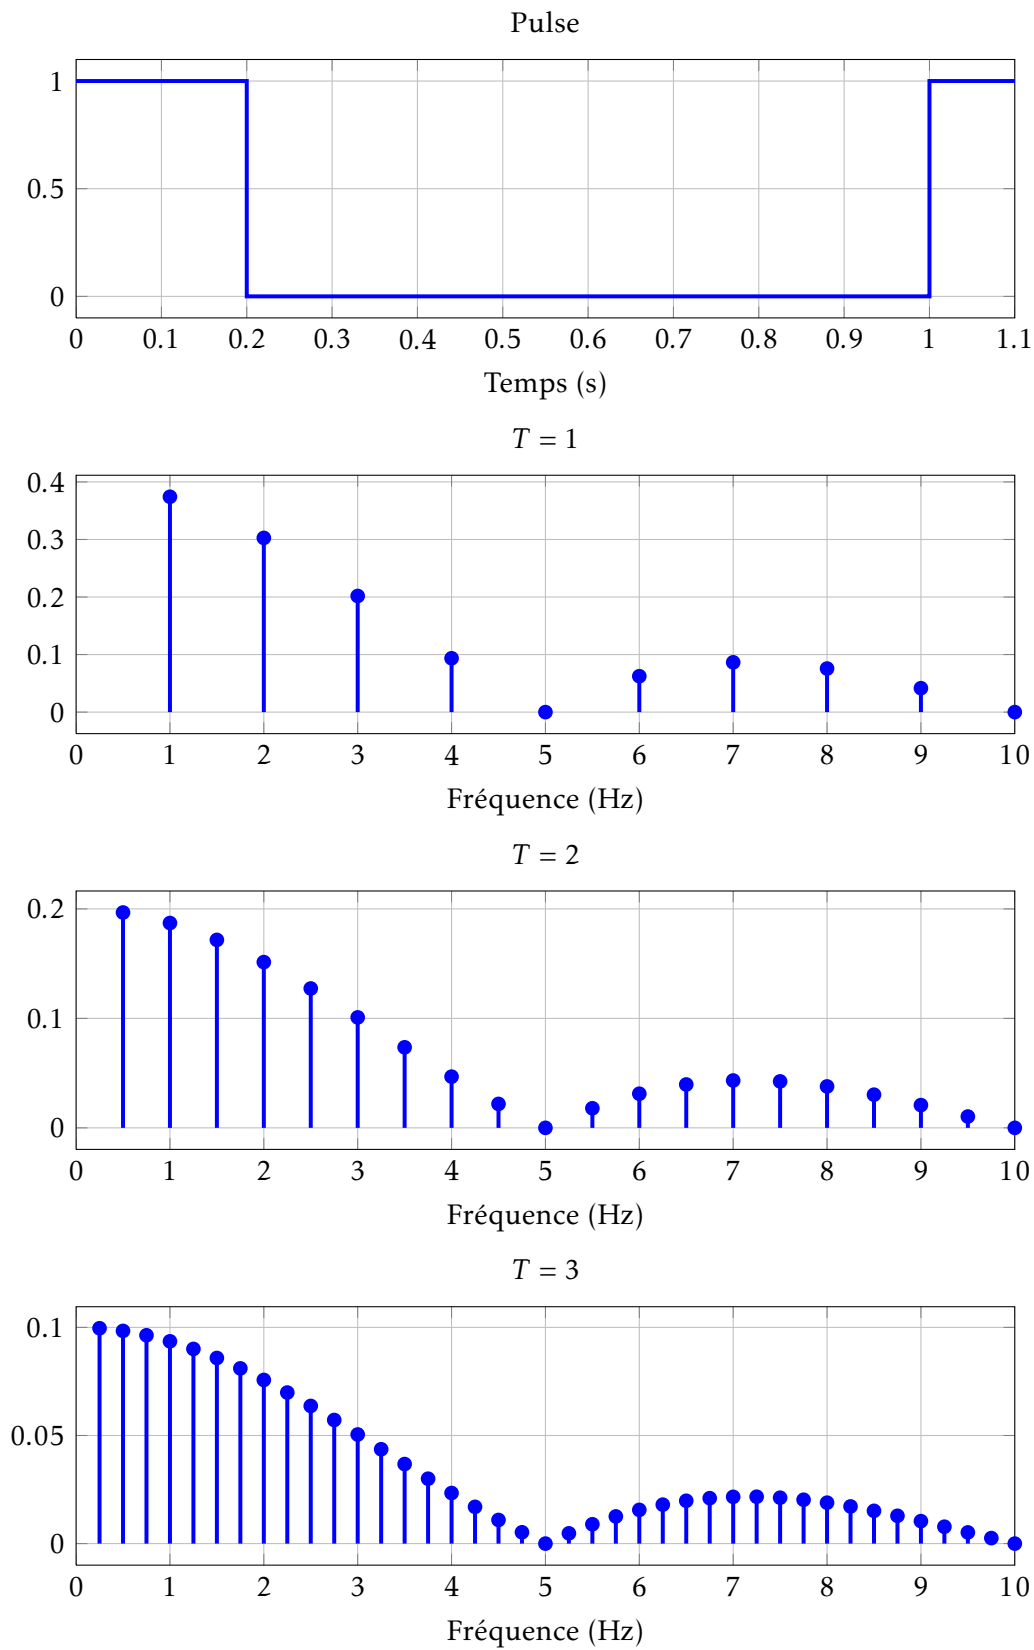 Pulse
1
0.5
0
0 0.1 0.2 0.3 0.4 0.5 0.6 0.7 0.8 0.9 1 1.1
Temps (s)
T = 1
0.4
0.3
0.2
0.1
0
0 1 2 3 4 5 6 7 8 9 10
Fréquence (Hz)
T = 2
0.2
0.1
0
0 1 2 3 4 5 6 7 8 9 10
Fréquence (Hz)
T = 3
0.1
0.05
0
0 1 2 3 4 5 6 7 8 9 10
Fréquence (Hz)